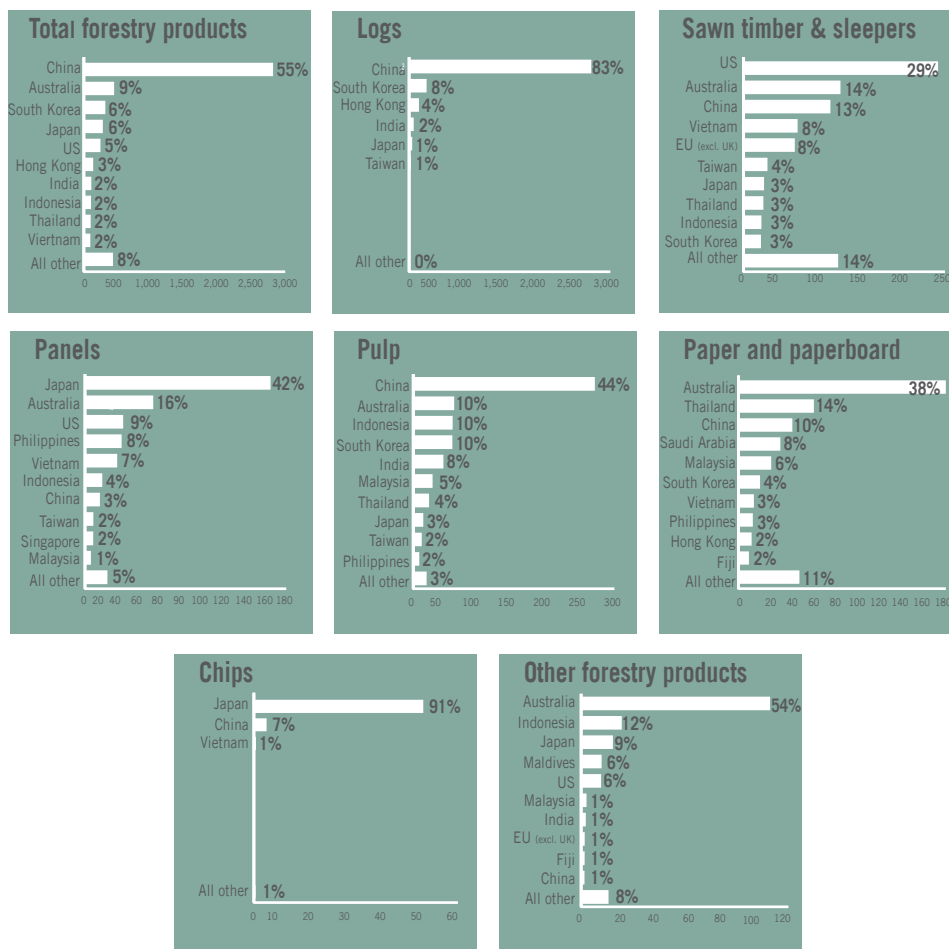 Total forestry products
China 55%
Australia 9%
South Korea 6%
Japan 6%
US 5%
Hong Kong 3%
India 2%
Indonesia 2%
Thailand 2%
Viertnam 2%
All other 8%
0 500 1,000 1,500 2,000 2,500 3,000
Logs
China 83%
South Korea 8%
Hong Kong 4%
India 2%
Japan 1%
Taiwan 1%
All other 0%
0 500 1,000 1,500 2,000 2,500 3,000
Sawn timber & sleepers
US 29%
Australia 14%
China 13%
Vietnam 8%
EU (excl. UK) 8%
Taiwan 4%
Japan 3%
Thailand 3%
Indonesia 3%
South Korea 3%
All other 14%
0 50 100 150 200 250
Panels
Japan 42%
Australia 16%
US 9%
Philippines 8%
Vietnam 7%
Indonesia 4%
China 3%
Taiwan 2%
Singapore 2%
Malaysia 1%
All other 5%
0 20 40 60 80 100 120 140 160 180
Pulp
China 44%
Australia 10%
Indonesia 10%
South Korea 10%
India 8%
Malaysia 5%
Thailand 4%
Japan 3%
Taiwan 2%
Philippines 2%
All other 3%
0 50 100 150 200 250 300
Paper and paperboard
Australia 38%
Thailand 14%
China 10%
Saudi Arabia 8%
Malaysia 6%
South Korea 4%
Vietnam 3%
Philippines 3%
Hong Kong 2%
Fiji 2%
All other 11%
0 20 40 60 80 100 120 140 160 180
Chips
Japan 91%
China 7%
Vietnam 1%
All other 1%
0 10 20 30 40 50 60
Other forestry products
Australia 54%
Indonesia 12%
Japan 9%
Maldives 6%
US 6%
Malaysia 1%
India 1%
EU (excl. UK) 1%
Fiji 1%
China 1%
All other 8%
0 20 40 60 80 100 120